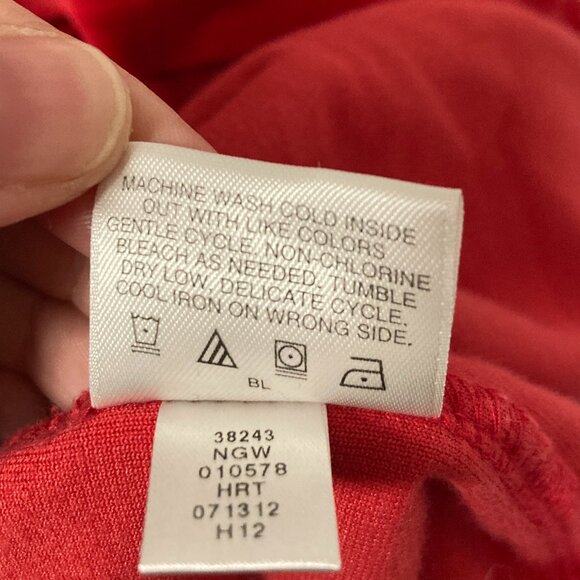 MACHINE WASH COLD INSIDE
OUT WITH LIKE COLORS
GENTLE CYCLE, NON-CHLORINE
BLEACH AS NEEDED. TUMBLE
DRY LOW, DELICATE CYCLE.
COOL IRON ON WRONG SIDE.
BL
38243
NGW
010578
HRT
071312
H12